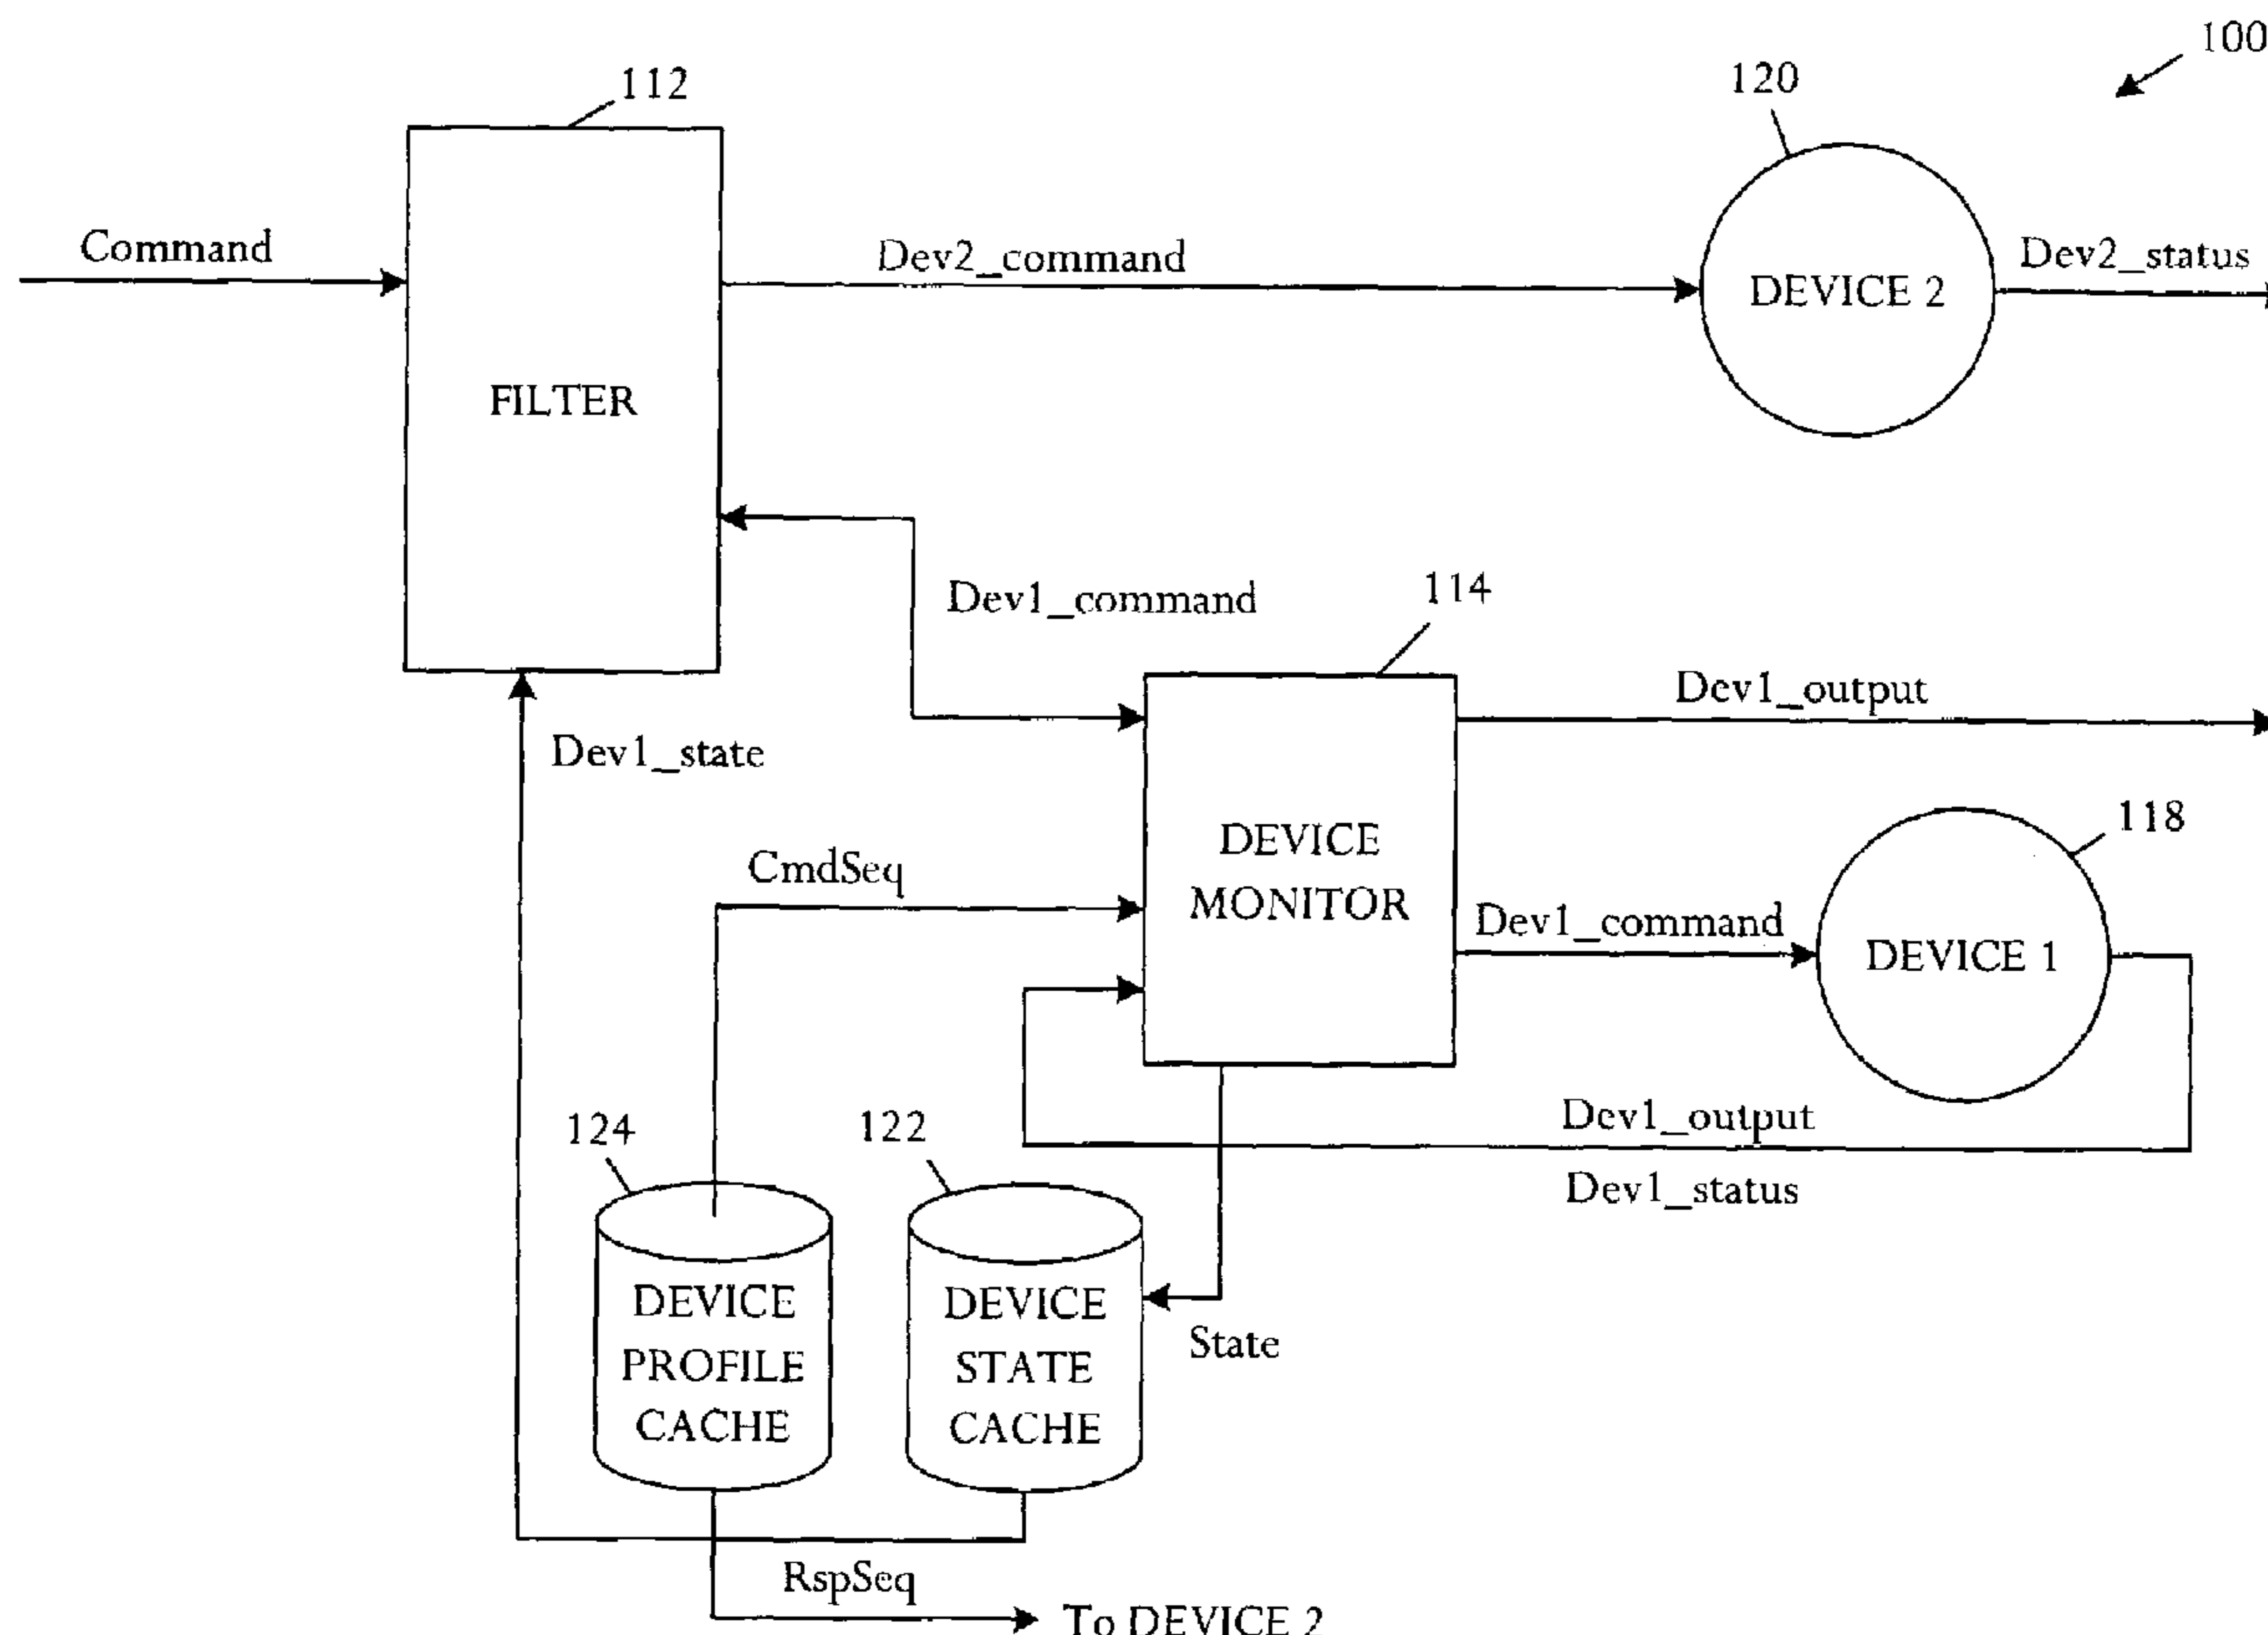 100
112
120
Command
Dev2_command
Dev2_status
DEVICE 2
FILTER
Dev1_command
114
Dev1_output
Dev1_state
118
DEVICE
MONITOR
CmdSeq
Dev1_command
DEVICE 1
124
122
Dev1_output
Dev1_status
DEVICE
PROFILE
CACHE
DEVICE
STATE
CACHE
State
RspSeq
To DEVICE 2